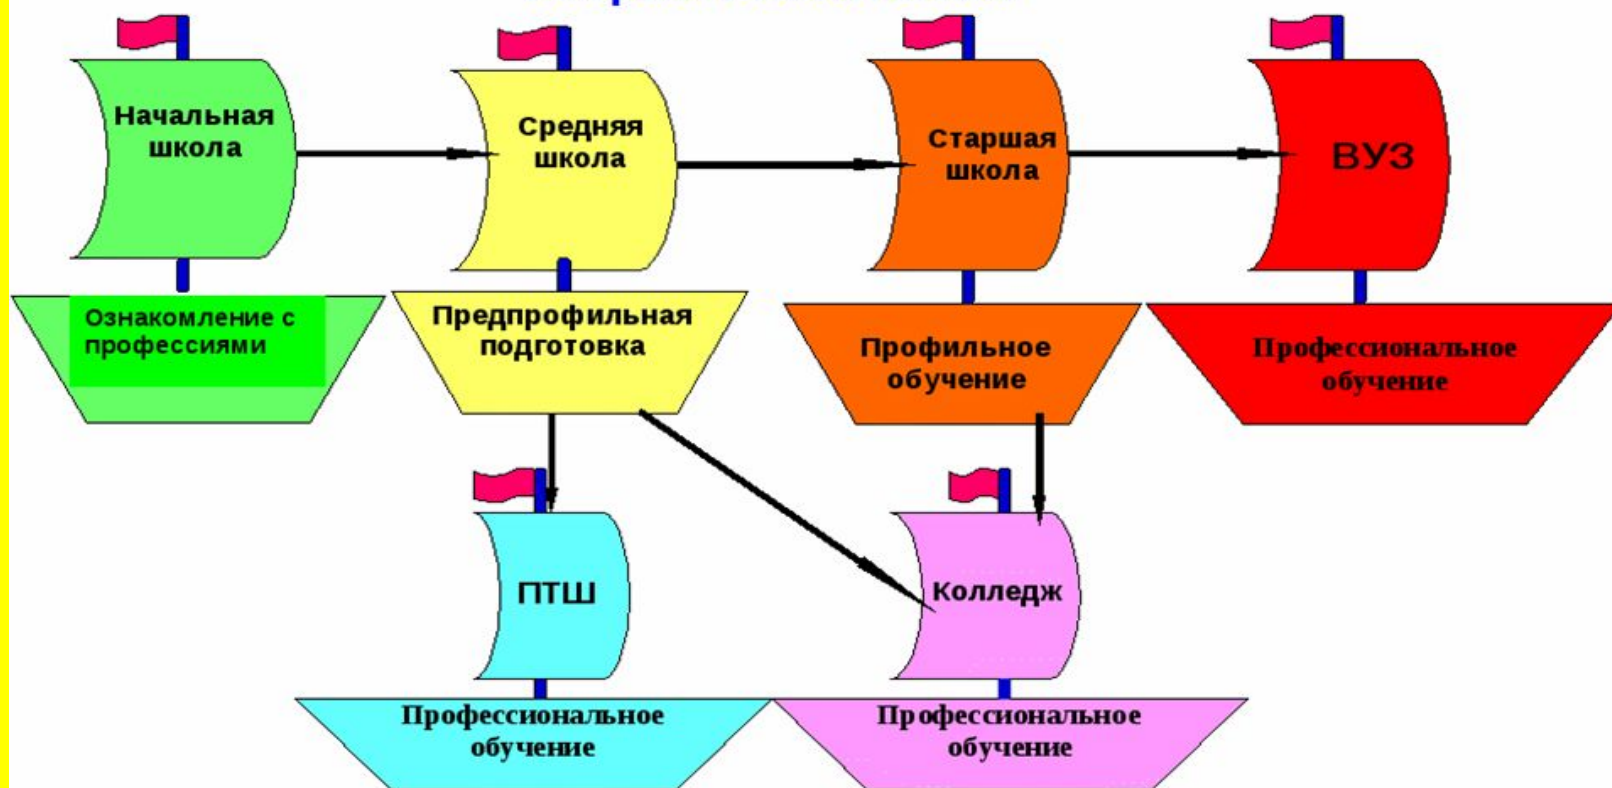 Начальная
школа
Средняя
школа
Старшая
школа
ВУЗ
Ознакомление с
профессиями
Предпрофильная
подготовка
Профильное
обучение
Профессиональное
обучение
ПТШ
Колледж
Профессиональное
обучение
Профессиональное
обучение